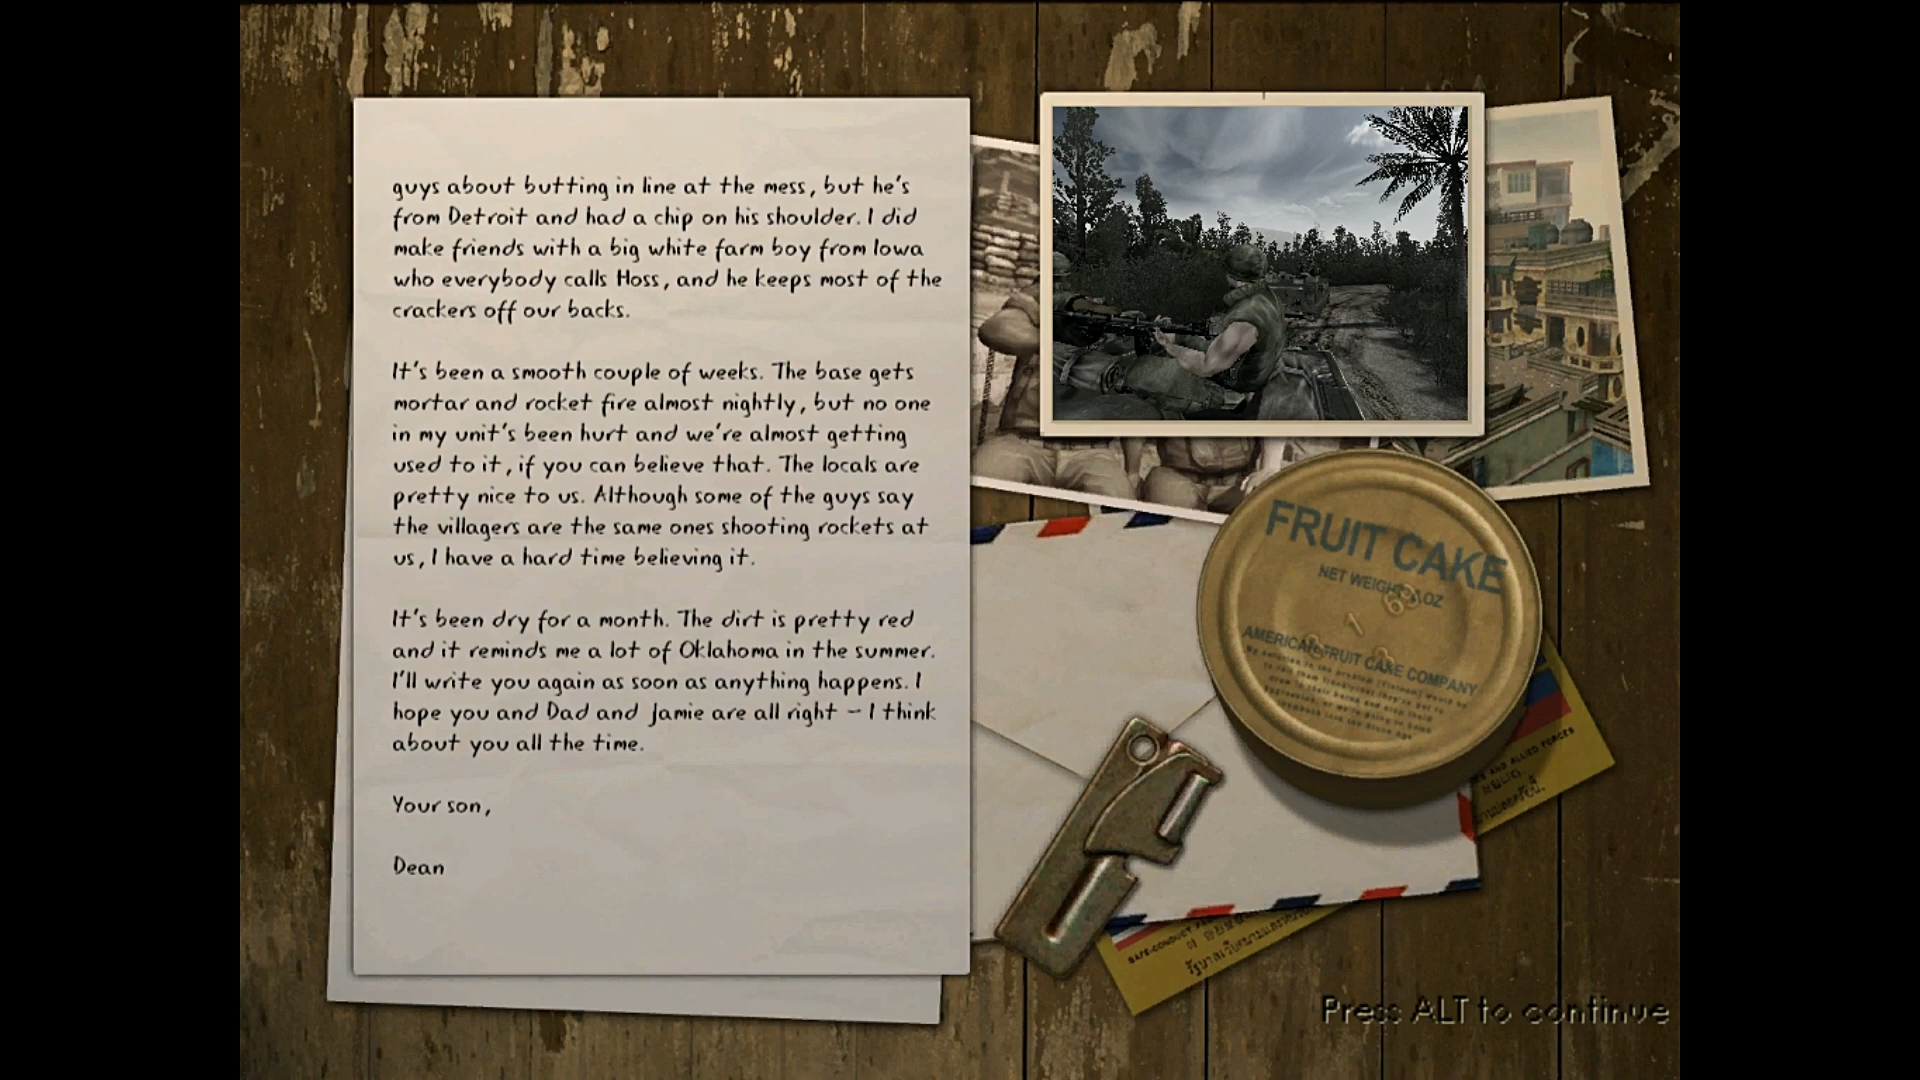 guys about butting in line at the mess, but he's
from Detroit and had a chip on his shoulder. I did
make friends with a big white farm boy from Iowa
who everybody calls Hoss, and he keeps most of the
crackers off our backs.
It's been a smooth couple of weeks. The base gets
mortar and rocket fire almost nightly, but no one
in my unit's been hurt and we're almost getting
used to it, if you can believe that. The locals are
pretty nice to us. Although some of the guys say
the villagers are the same ones shooting rockets at
us, I have a hard time believing it.
It's been dry for a month. The dirt is pretty red
and it reminds me a lot of Oklahoma in the summer.
I'll write you again as soon as anything happens. I
hope you and Dad and Jamie are all right - I think
about you all the time.
Your son,
Dean
FRUIT CAKE
NET WEIGHT OZ
AMERICAN FRUIT CAKE COMPANY
AND ALLIED FORCES
SAFE-CONDUCT
Press ALT to continue